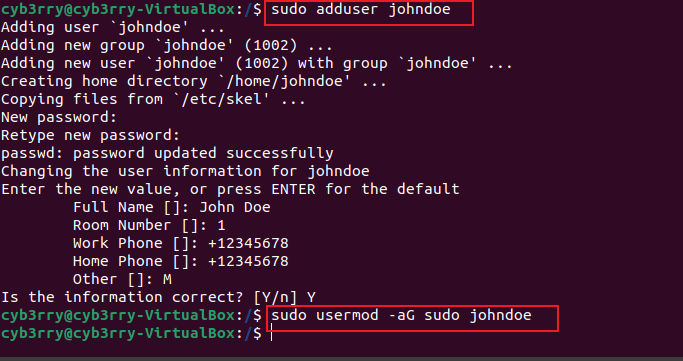 cyb3rry@cyb3rry-VirtualBox:/$ sudo adduser johndoe
Adding user `johndoe' ...
Adding new group `johndoe' (1002) ...
Adding new user `johndoe' (1002) with group `johndoe' ...
Creating home directory `/home/johndoe' ...
Copying files from `/etc/skel' ...
New password:
Retype new password:
passwd: password updated successfully
Changing the user information for johndoe
Enter the new value, or press ENTER for the default
Full Name []: John Doe
Room Number []: 1
Work Phone []: +12345678
Home Phone []: +12345678
Other []: M
Is the information correct? [Y/n] Y
cyb3rry@cyb3rry-VirtualBox:/$ sudo usermod -aG sudo johndoe
cyb3rry@cyb3rry-VirtualBox:/$